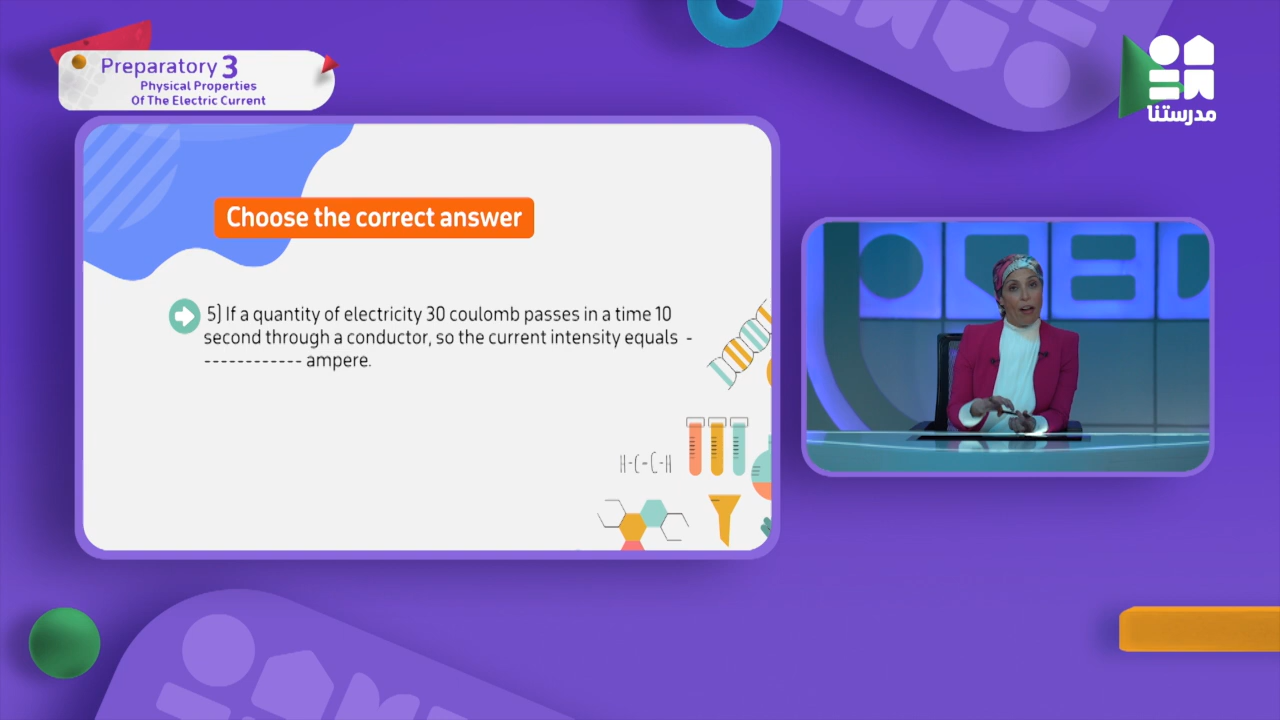 Preparatory 3
Physical Properties
Of The Electric Current
مدرستنا
Choose the correct answer
5) If a quantity of electricity 30 coulomb passes in a time 10
second through a conductor, so the current intensity equals -
------------ ampere.
H-C=C-H